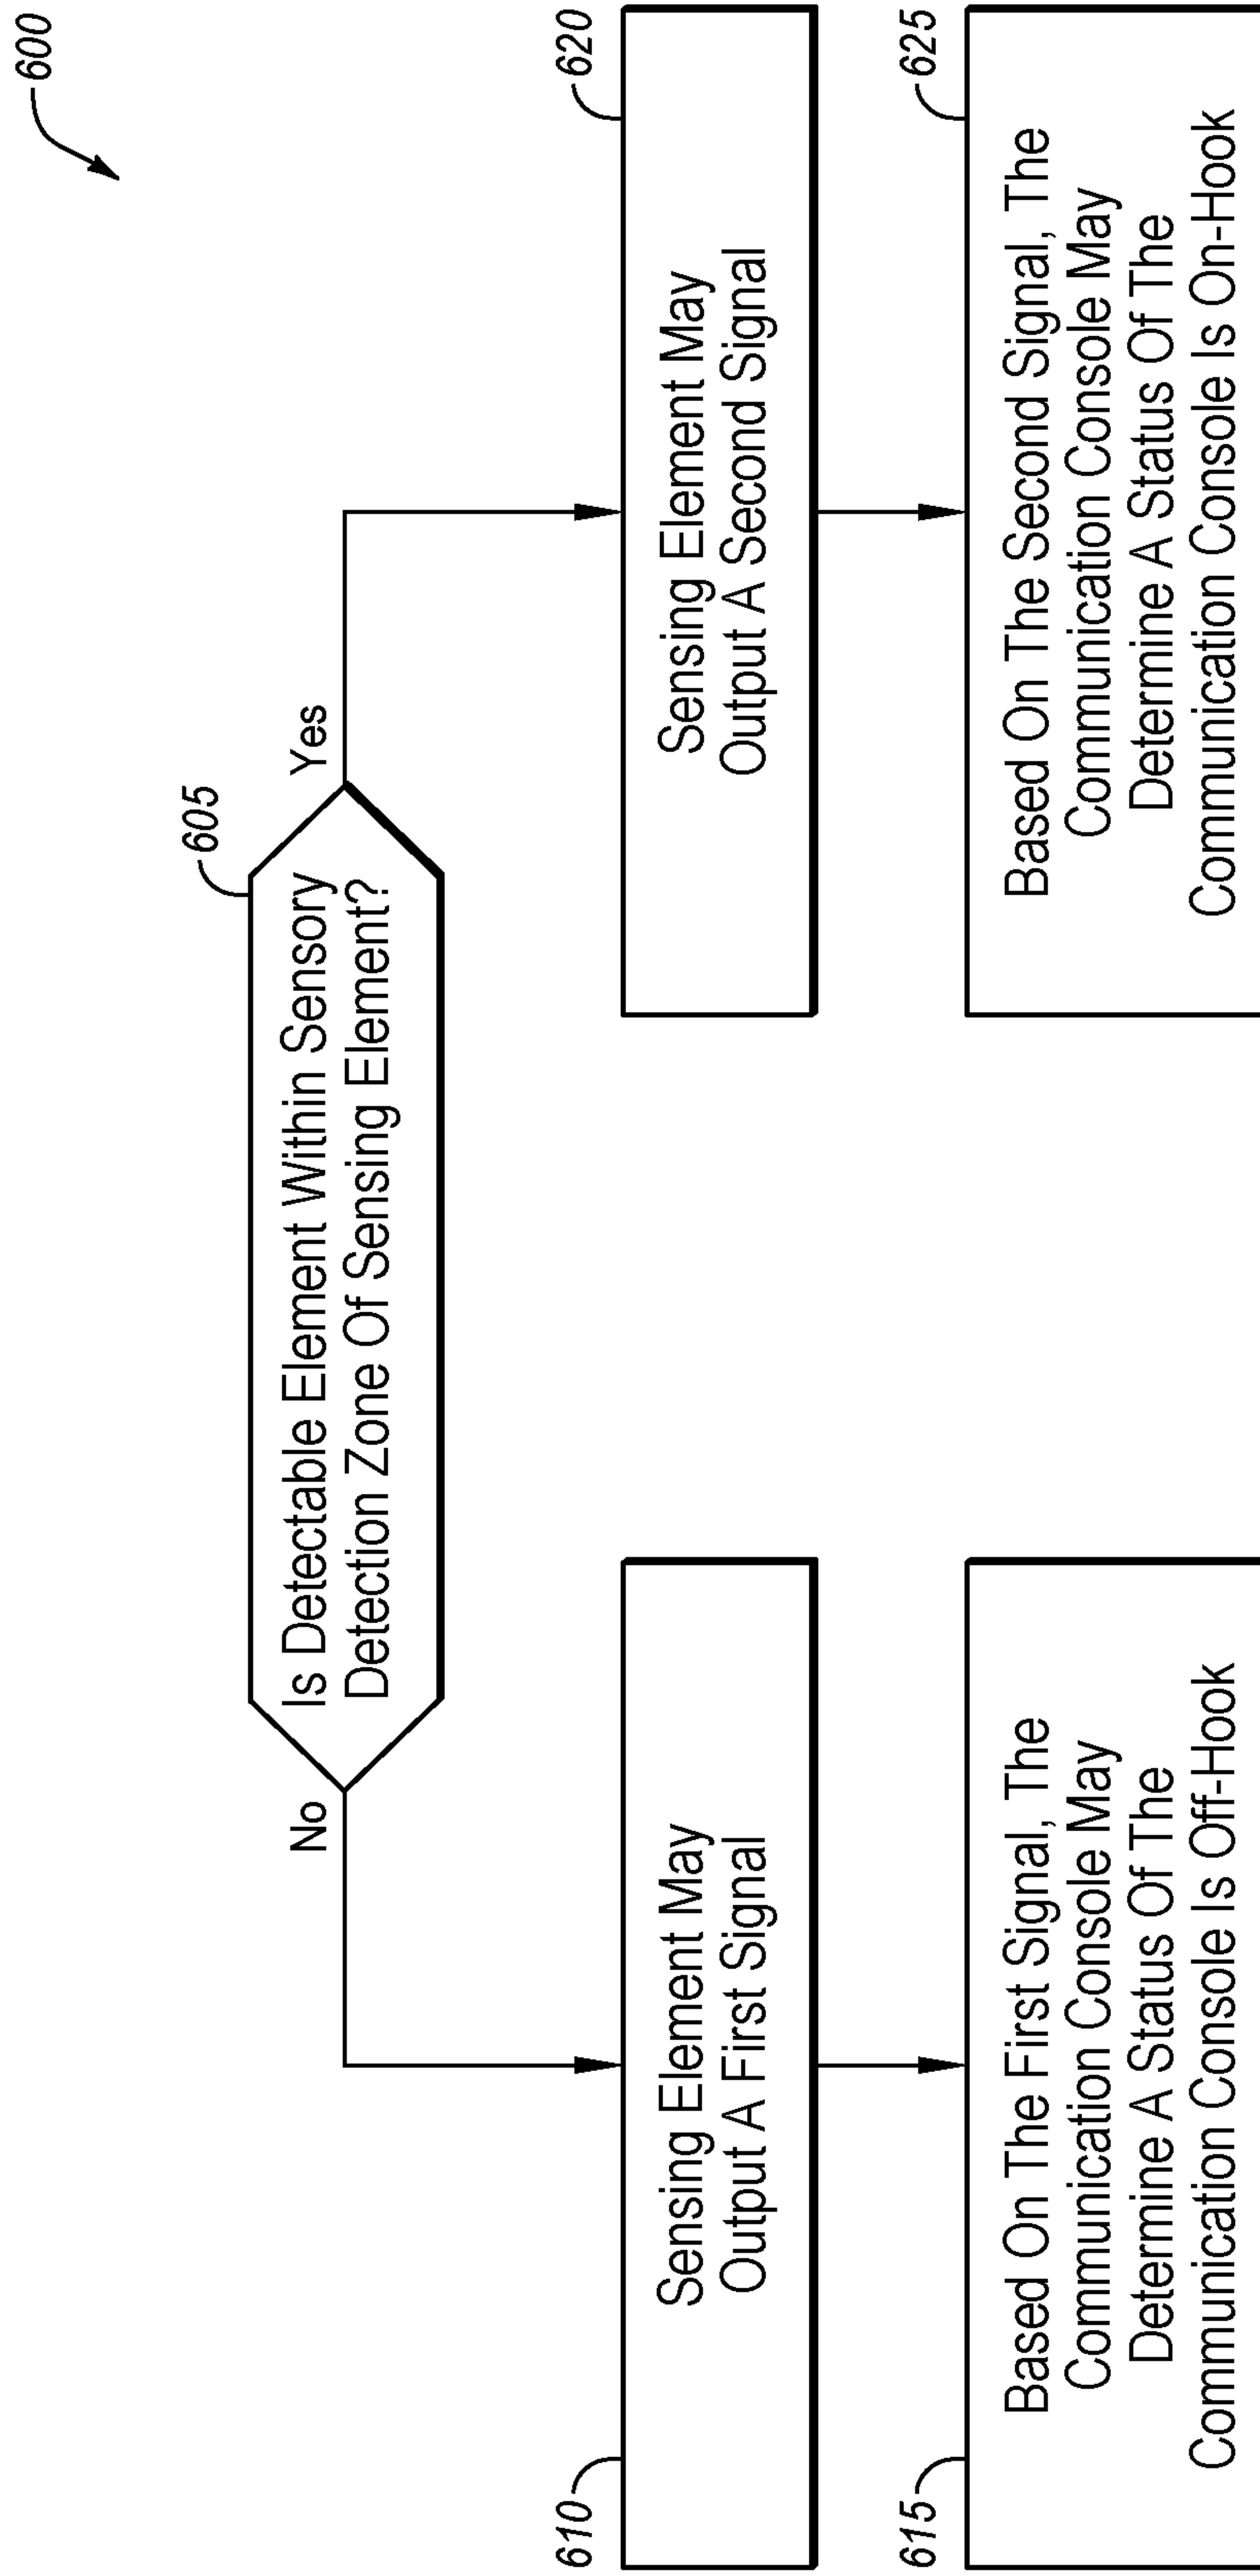 600
605
Is Detectable Element Within Sensory
Detection Zone Of Sensing Element?
No
Yes
610
Sensing Element May
Output A First Signal
620
Sensing Element May
Output A Second Signal
615
Based On The First Signal, The
Communication Console May
Determine A Status Of The
Communication Console Is Off-Hook
625
Based On The Second Signal, The
Communication Console May
Determine A Status Of The
Communication Console Is On-Hook